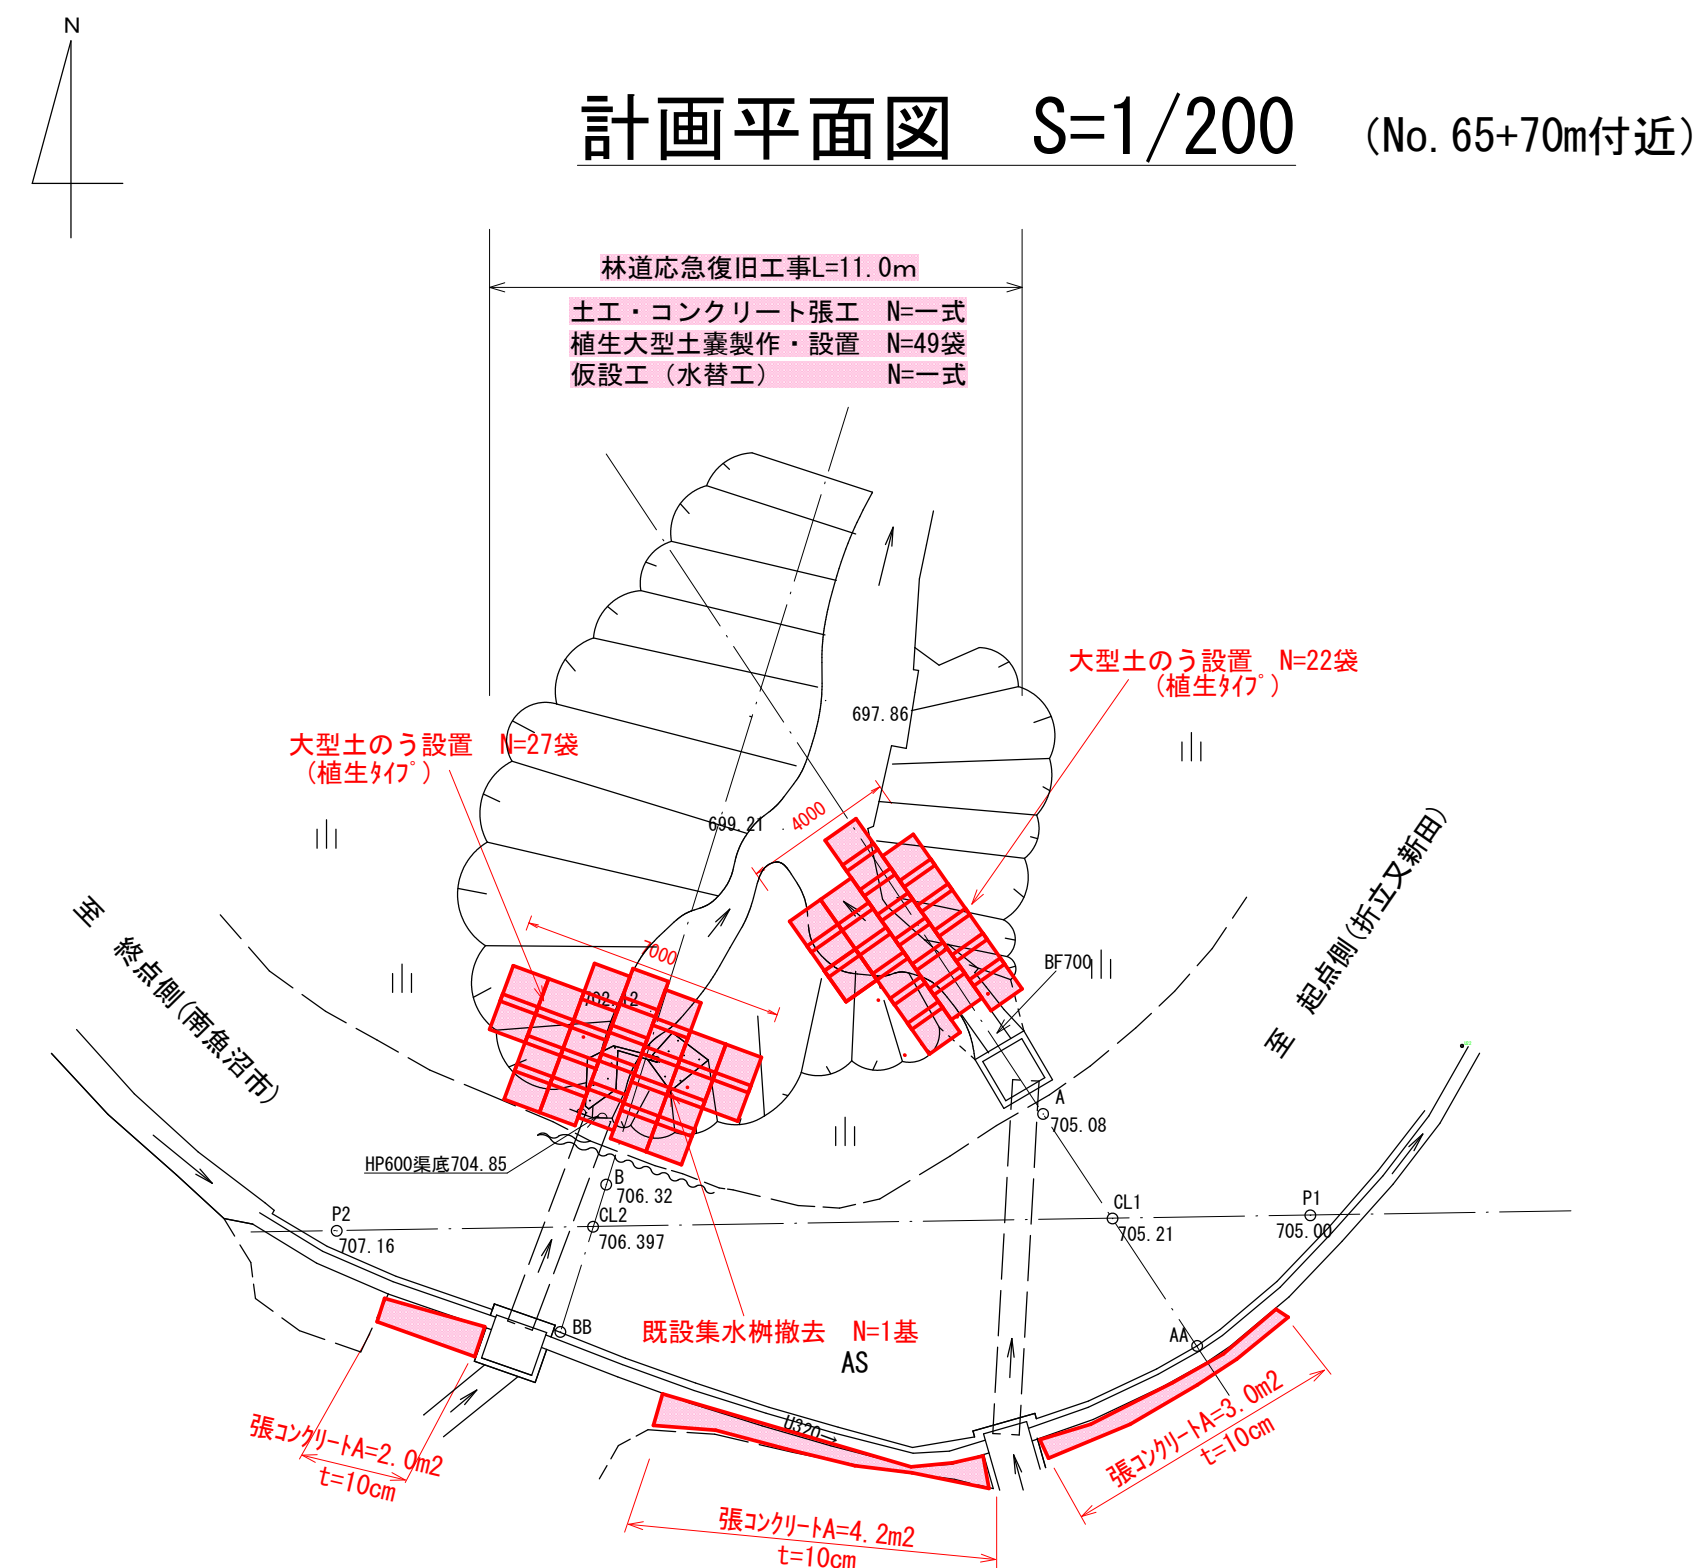 N
計画平面図　S=1/200　(No.65+70m付近)
林道応急復旧工事L=11.0m
土工・コンクリート張工　N=一式
植生大型土嚢製作・設置　N=49袋
仮設工（水替工）　N=一式
大型土のう設置　N=22袋
(植生ﾀｲﾌﾟ)
697.86
大型土のう設置　N=27袋
(植生ﾀｲﾌﾟ)
699.21
4000
至　終点側(南魚沼市)
至　起点側(折立又新田)
7000
BF700
A
705.08
HP600渠底704.85
B
706.32
P2
707.16
CL2
706.397
CL1
705.21
P1
705.00
BB
AA
既設集水桝撤去　N=1基
AS
U320→
張ｺﾝｸﾘｰﾄA=2.0m2
t=10cm
張ｺﾝｸﾘｰﾄA=4.2m2
t=10cm
張ｺﾝｸﾘｰﾄA=3.0m2
t=10cm